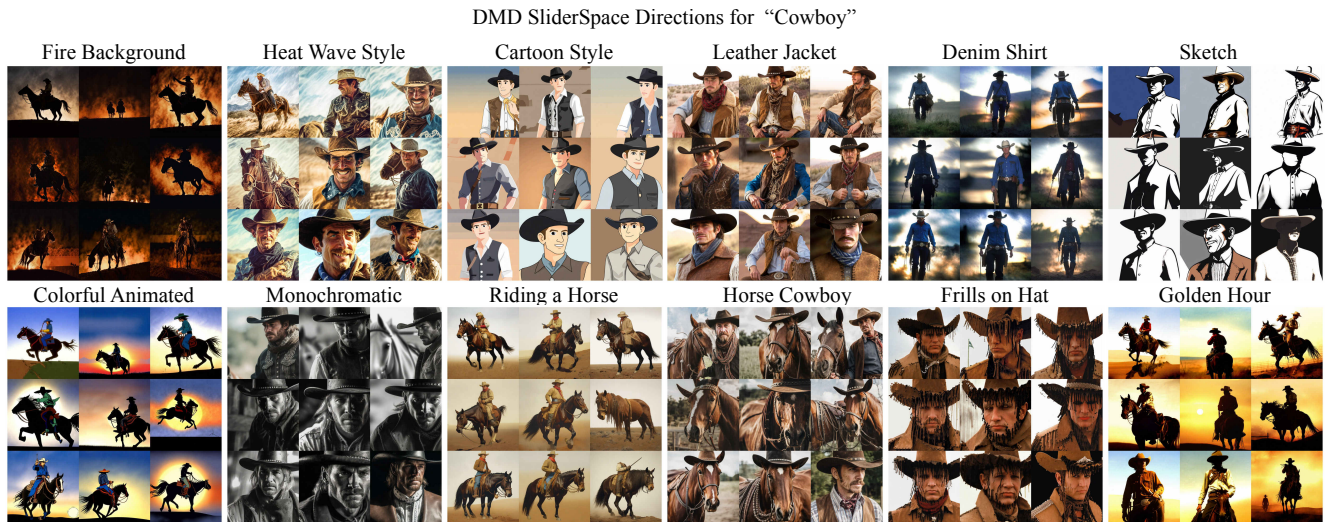 DMD SliderSpace Directions for “Cowboy”
Fire Background
Heat Wave Style
Cartoon Style
Leather Jacket
Denim Shirt
Sketch
Colorful Animated
Monochromatic
Riding a Horse
Horse Cowboy
Frills on Hat
Golden Hour